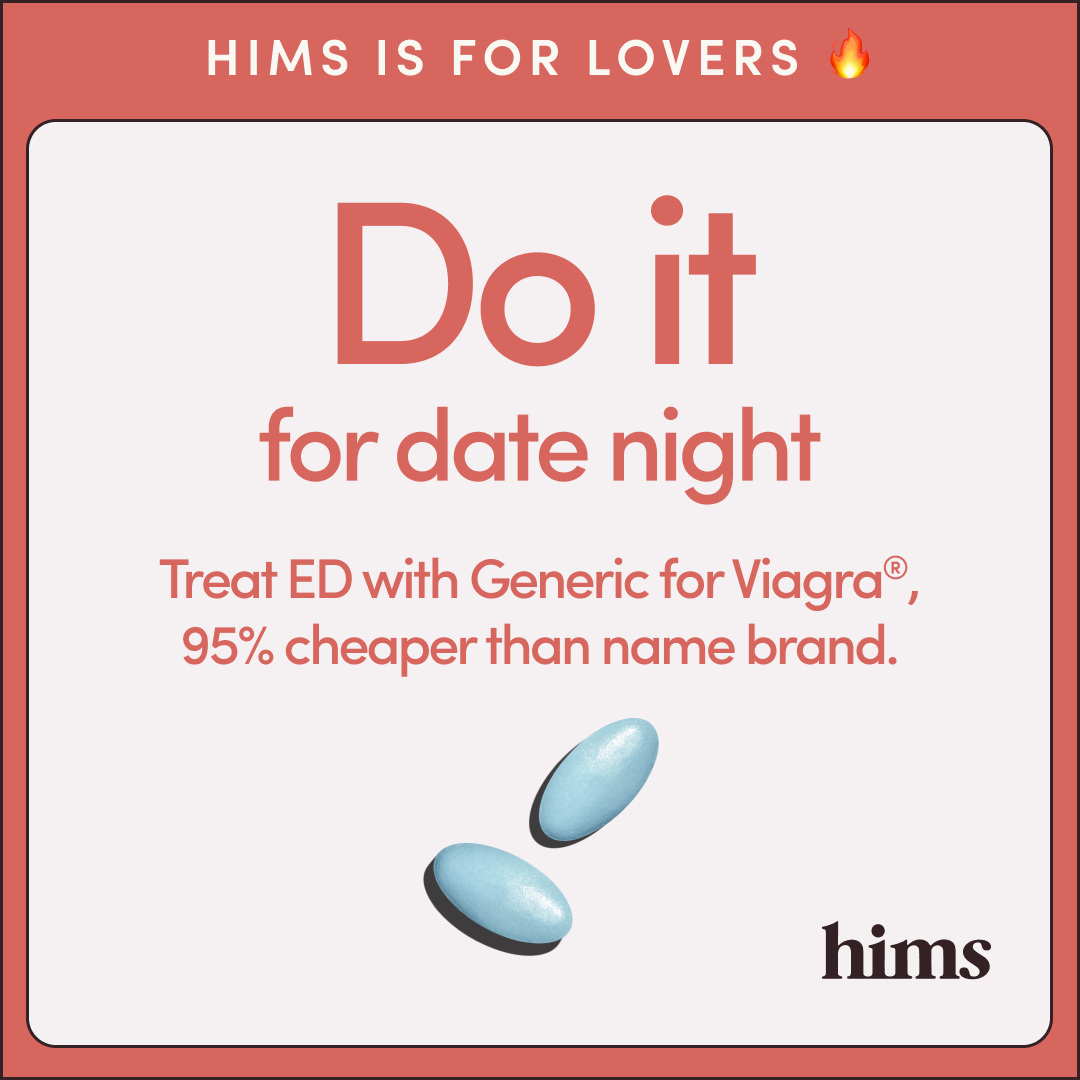 HIMS IS FOR LOVERS 🔥
Do it
for date night
Treat ED with Generic for Viagra®,
95% cheaper than name brand.
hims